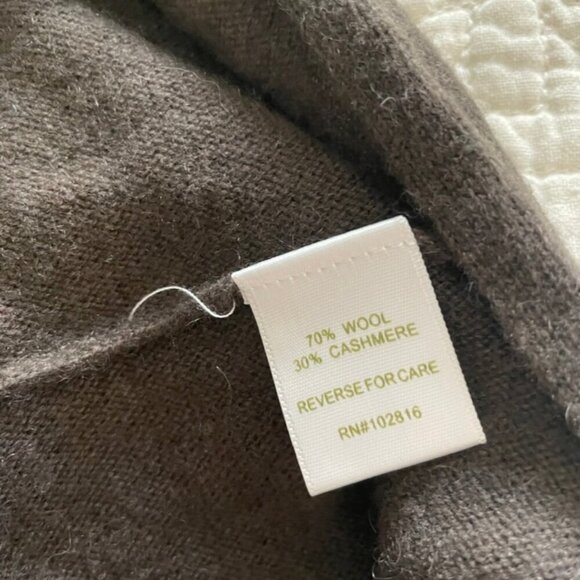 70% WOOL
30% CASHMERE
REVERSE FOR CARE
RN#102816